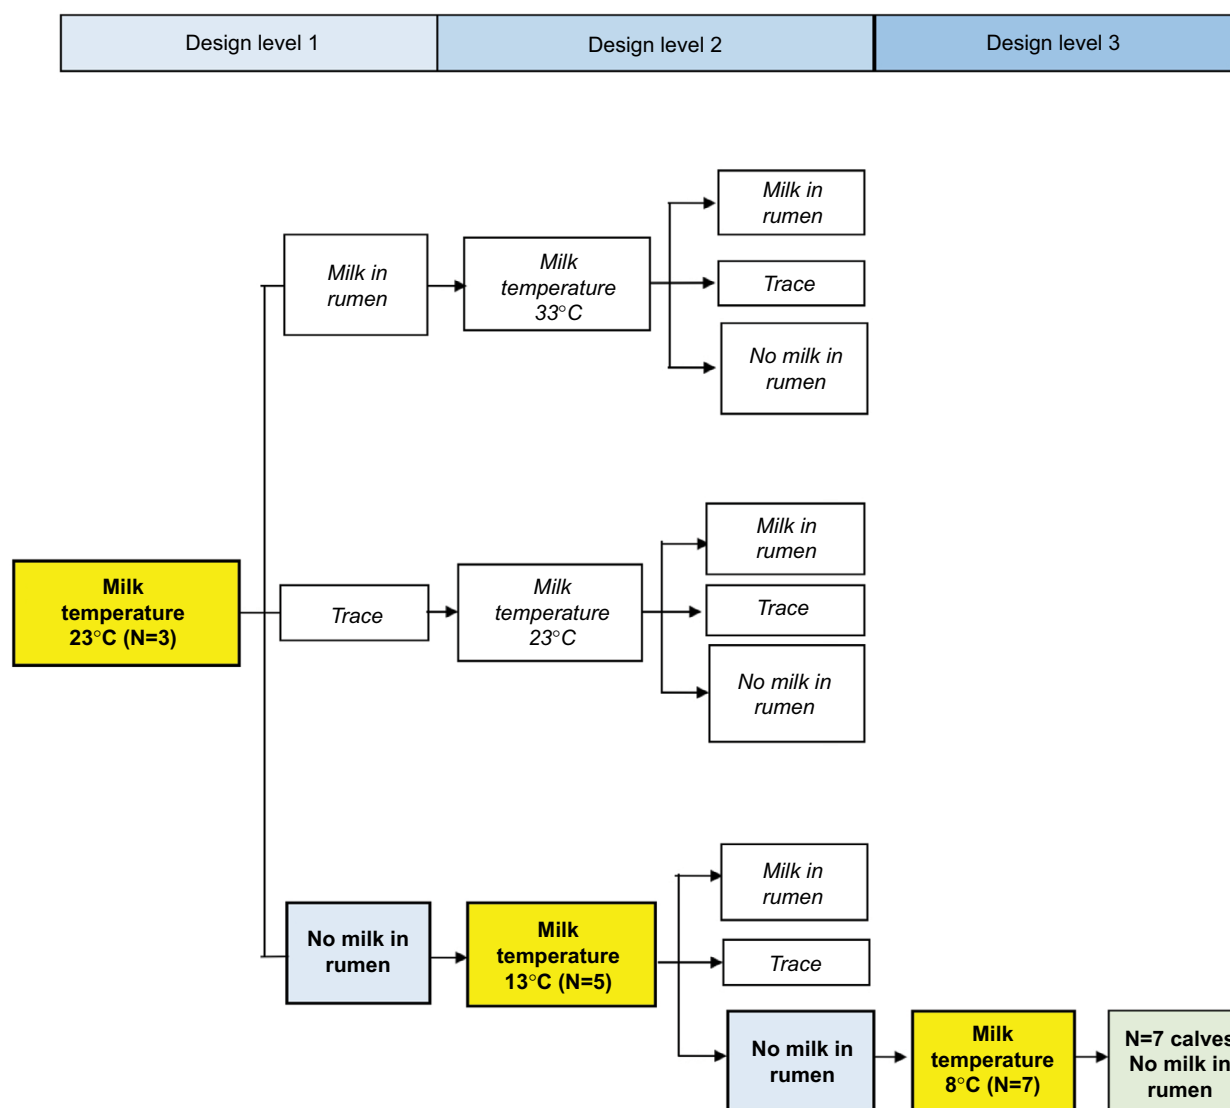 Design level 1
Design level 2
Design level 3
Milk in
rumen
Milk in
rumen
Milk
temperature
33°C
Trace
No milk in
rumen
Milk in
rumen
Milk
temperature
23°C (N=3)
Trace
Milk
temperature
23°C
Trace
No milk in
rumen
Milk in
rumen
No milk in
rumen
Milk
temperature
13°C (N=5)
Trace
No milk in
rumen
Milk
temperature
8°C (N=7)
N=7 calves
No milk in
rumen